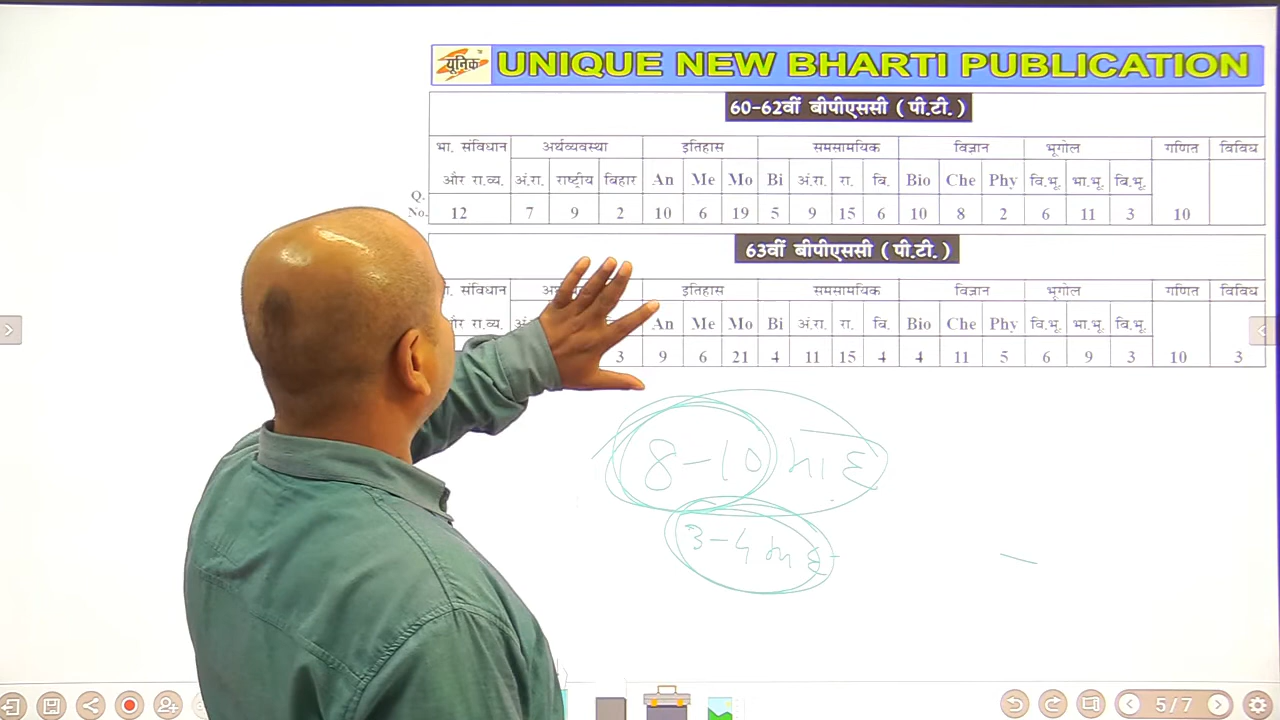 यूनिक UNIQUE NEW BHARTI PUBLICATION
60-62वीं बीपीएससी ( पी.टी. )
भा. संविधान अर्थव्यवस्था इतिहास समसामयिक विज्ञान भूगोल गणित विविध
और रा.व्य. अं.रा. राष्ट्रीय बिहार An Me Mo Bi अं.रा. रा. वि. Bio Che Phy वि.भू. भा.भू. बि.भू.
Q. No. 12 7 9 2 10 6 19 5 9 15 6 10 8 2 6 11 3 10
63वीं बीपीएससी ( पी.टी. )
संविधान इतिहास समसामयिक विज्ञान भूगोल गणित विविध
रा.व्य. An Me Mo Bi अं.रा. रा. वि. Bio Che Phy वि.भू. भा.भू. बि.भू.
3 9 6 21 4 11 15 4 4 11 5 6 9 3 10 3
8-10 माह
3-4 माह
5/7